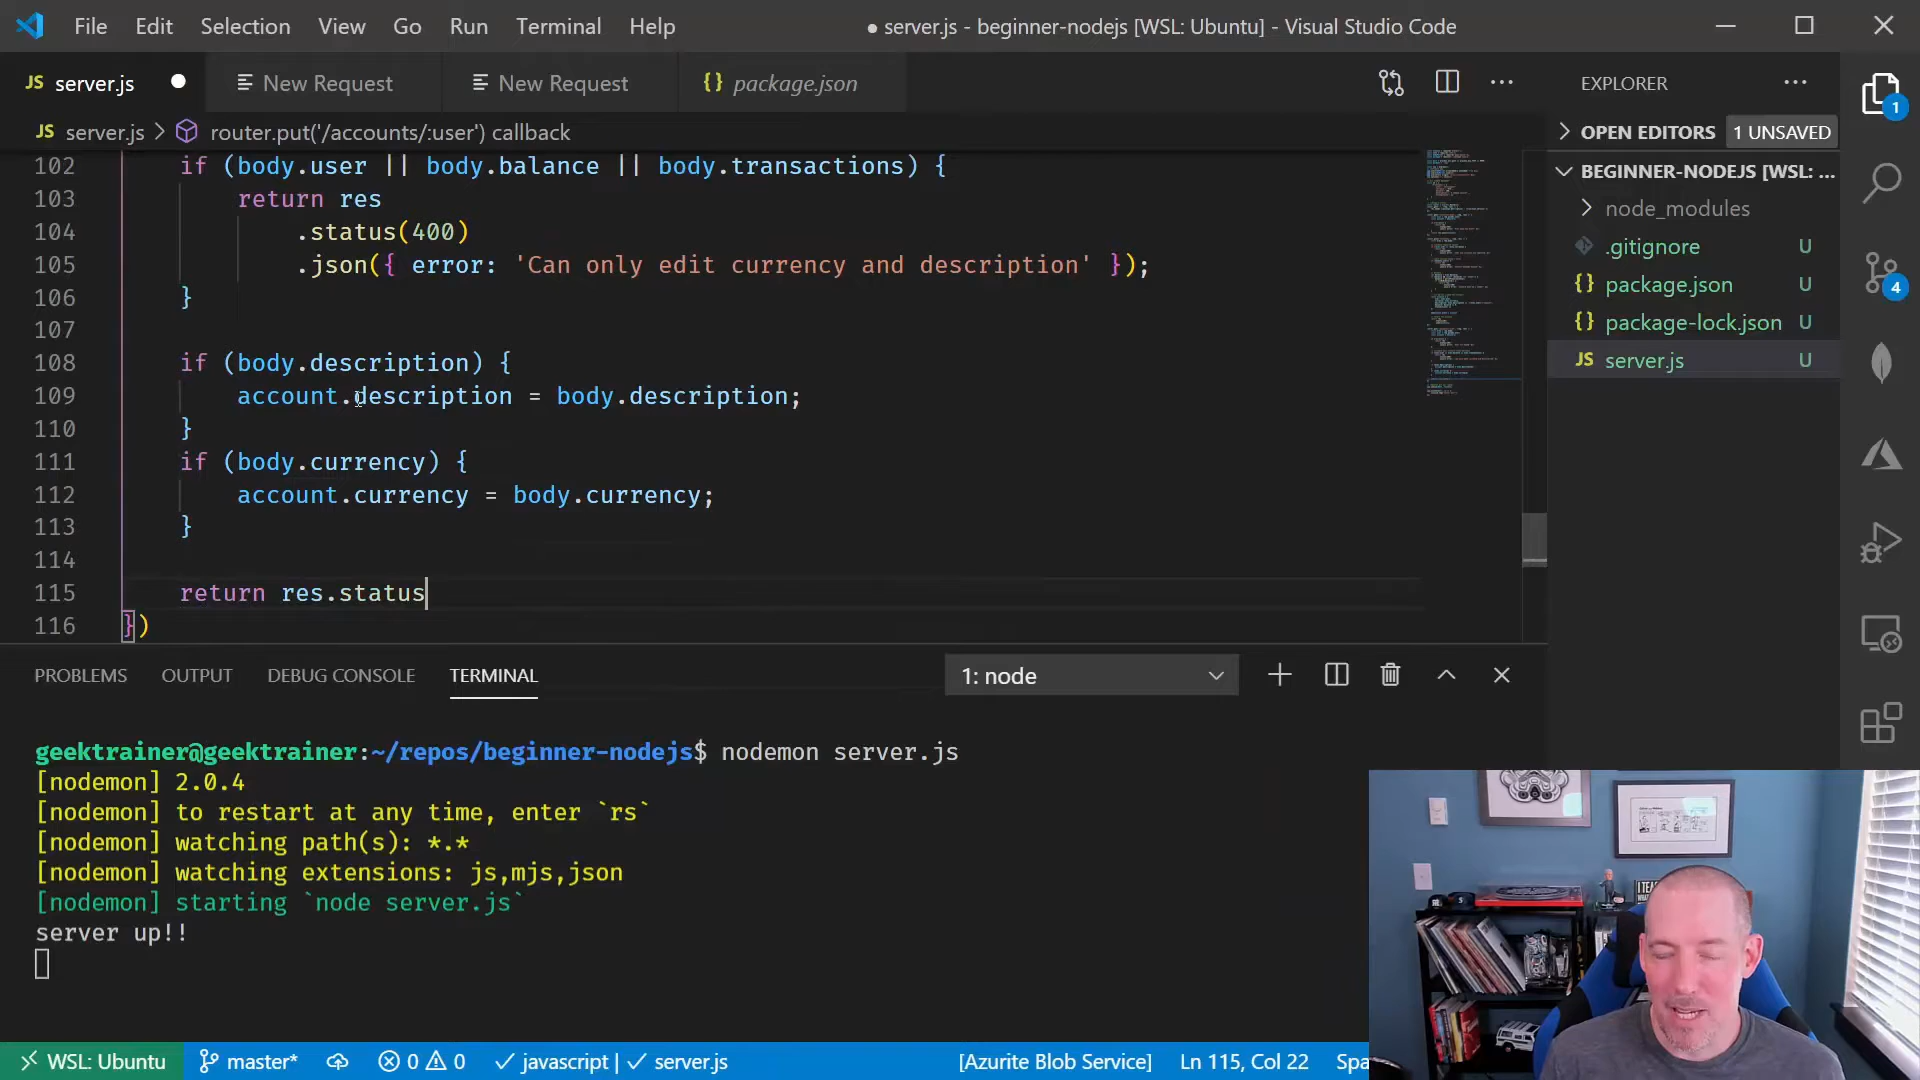 File Edit Selection View Go Run Terminal Help
● server.js - beginner-nodejs [WSL: Ubuntu] - Visual Studio Code
JS server.js ● New Request New Request {} package.json
EXPLORER
JS server.js > router.put('/accounts/:user') callback
OPEN EDITORS 1 UNSAVED
BEGINNER-NODEJS [WSL: ...
node_modules
.gitignore U
{} package.json U
{} package-lock.json U
JS server.js U
1
4
102 if (body.user || body.balance || body.transactions) {
103 return res
104 .status(400)
105 .json({ error: 'Can only edit currency and description' });
106 }
107
108 if (body.description) {
109 account.description = body.description;
110 }
111 if (body.currency) {
112 account.currency = body.currency;
113 }
114
115 return res.status
116 })
PROBLEMS OUTPUT DEBUG CONSOLE TERMINAL 1: node
geektrainer@geektrainer:~/repos/beginner-nodejs$ nodemon server.js
[nodemon] 2.0.4
[nodemon] to restart at any time, enter `rs`
[nodemon] watching path(s): *.*
[nodemon] watching extensions: js,mjs,json
[nodemon] starting `node server.js`
server up!!
WSL: Ubuntu master* 0 0 javascript | server.js [Azurite Blob Service] Ln 115, Col 22 Spa